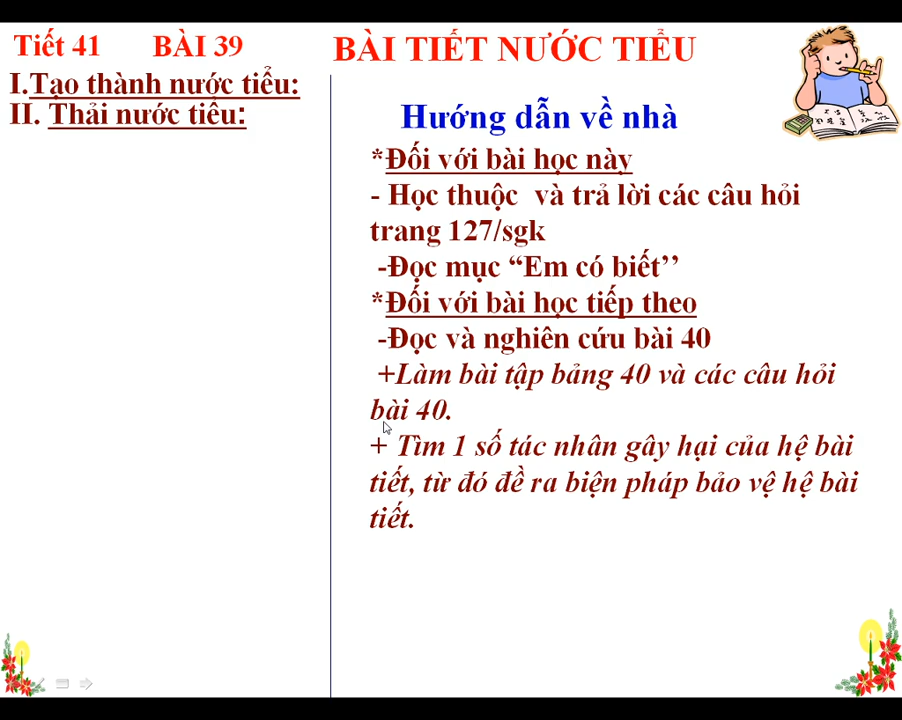 Tiết 41 BÀI 39 BÀI TIẾT NƯỚC TIỂU
I.Tạo thành nước tiểu:
II. Thải nước tiểu:
Hướng dẫn về nhà
*Đối với bài học này
- Học thuộc và trả lời các câu hỏi
trang 127/sgk
-Đọc mục “Em có biết’’
*Đối với bài học tiếp theo
-Đọc và nghiên cứu bài 40
+Làm bài tập bảng 40 và các câu hỏi
bài 40.
+ Tìm 1 số tác nhân gây hại của hệ bài
tiết, từ đó đề ra biện pháp bảo vệ hệ bài
tiết.